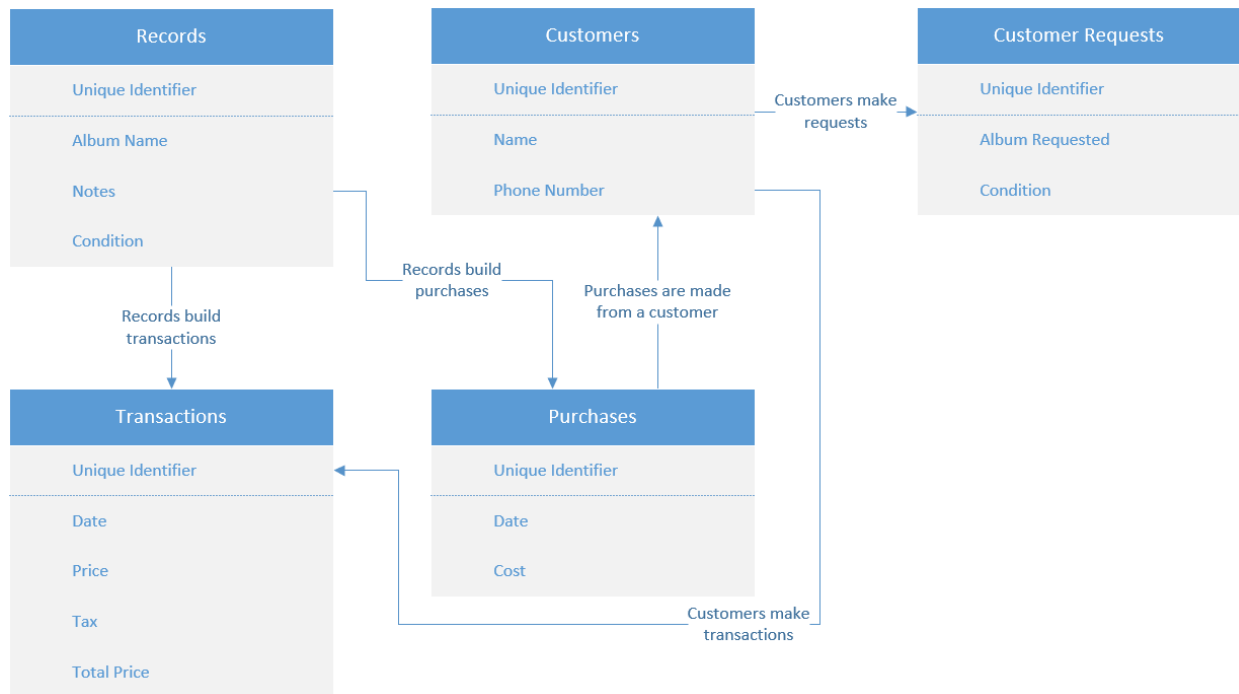 Records
Unique Identifier
Album Name
Notes
Condition
Customers
Unique Identifier
Name
Phone Number
Customer Requests
Unique Identifier
Album Requested
Condition
Customers make
requests
Records build
purchases
Purchases are made
from a customer
Records build
transactions
Transactions
Unique Identifier
Date
Price
Tax
Total Price
Purchases
Unique Identifier
Date
Cost
Customers make
transactions